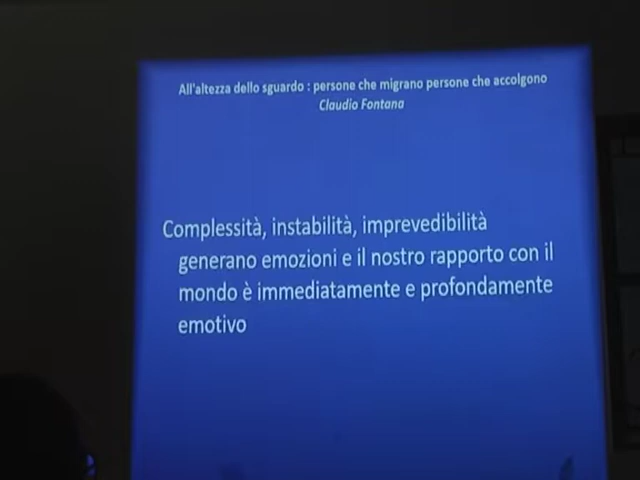 All'altezza dello sguardo : persone che migrano persone che accolgono
Claudio Fontana
Complessità, instabilità, imprevedibilità
generano emozioni e il nostro rapporto con il
mondo è immediatamente e profondamente
emotivo